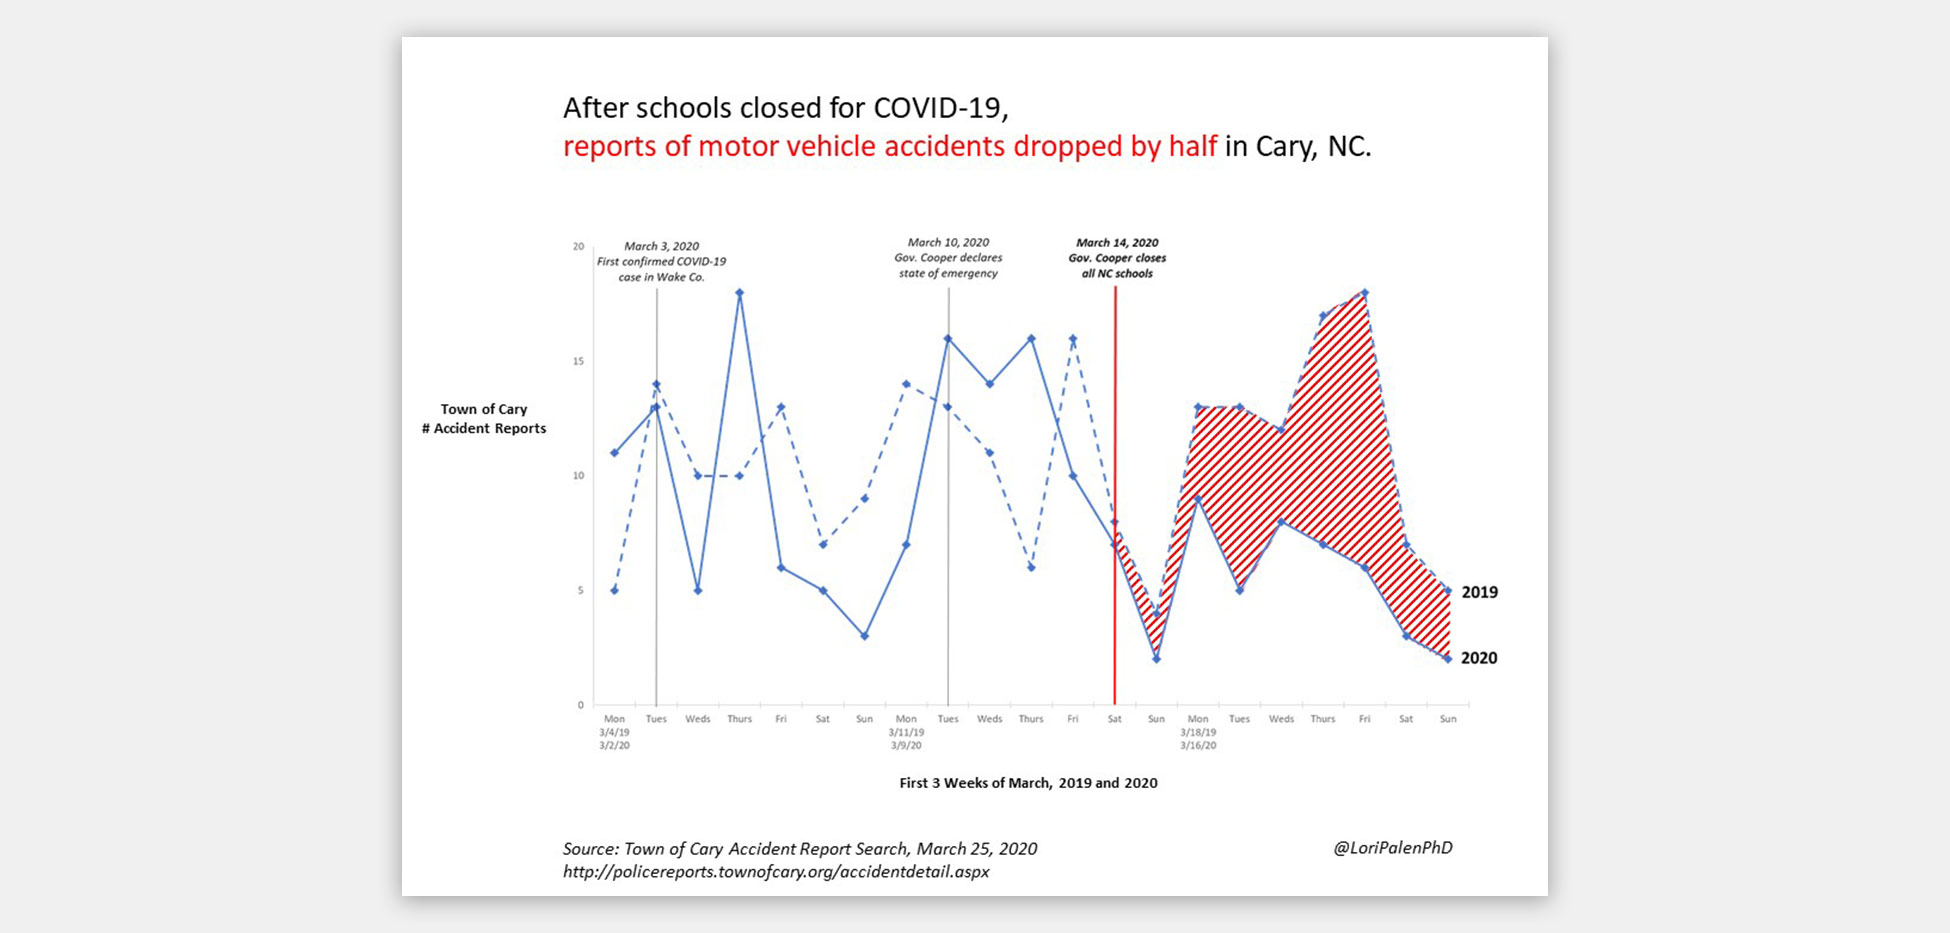 After schools closed for COVID-19,
reports of motor vehicle accidents dropped by half in Cary, NC.
20
15
10
5
0
Town of Cary
# Accident Reports
March 3, 2020
First confirmed COVID-19
case in Wake Co.
March 10, 2020
Gov. Cooper declares
state of emergency
March 14, 2020
Gov. Cooper closes
all NC schools
2019
2020
Mon Tues Weds Thurs Fri Sat Sun Mon Tues Weds Thurs Fri Sat Sun Mon Tues Weds Thurs Fri Sat Sun
3/4/19 3/11/19 3/18/19
3/2/20 3/9/20 3/16/20
First 3 Weeks of March, 2019 and 2020
Source: Town of Cary Accident Report Search, March 25, 2020
http://policereports.townofcary.org/accidentdetail.aspx
@LoriPalenPhD